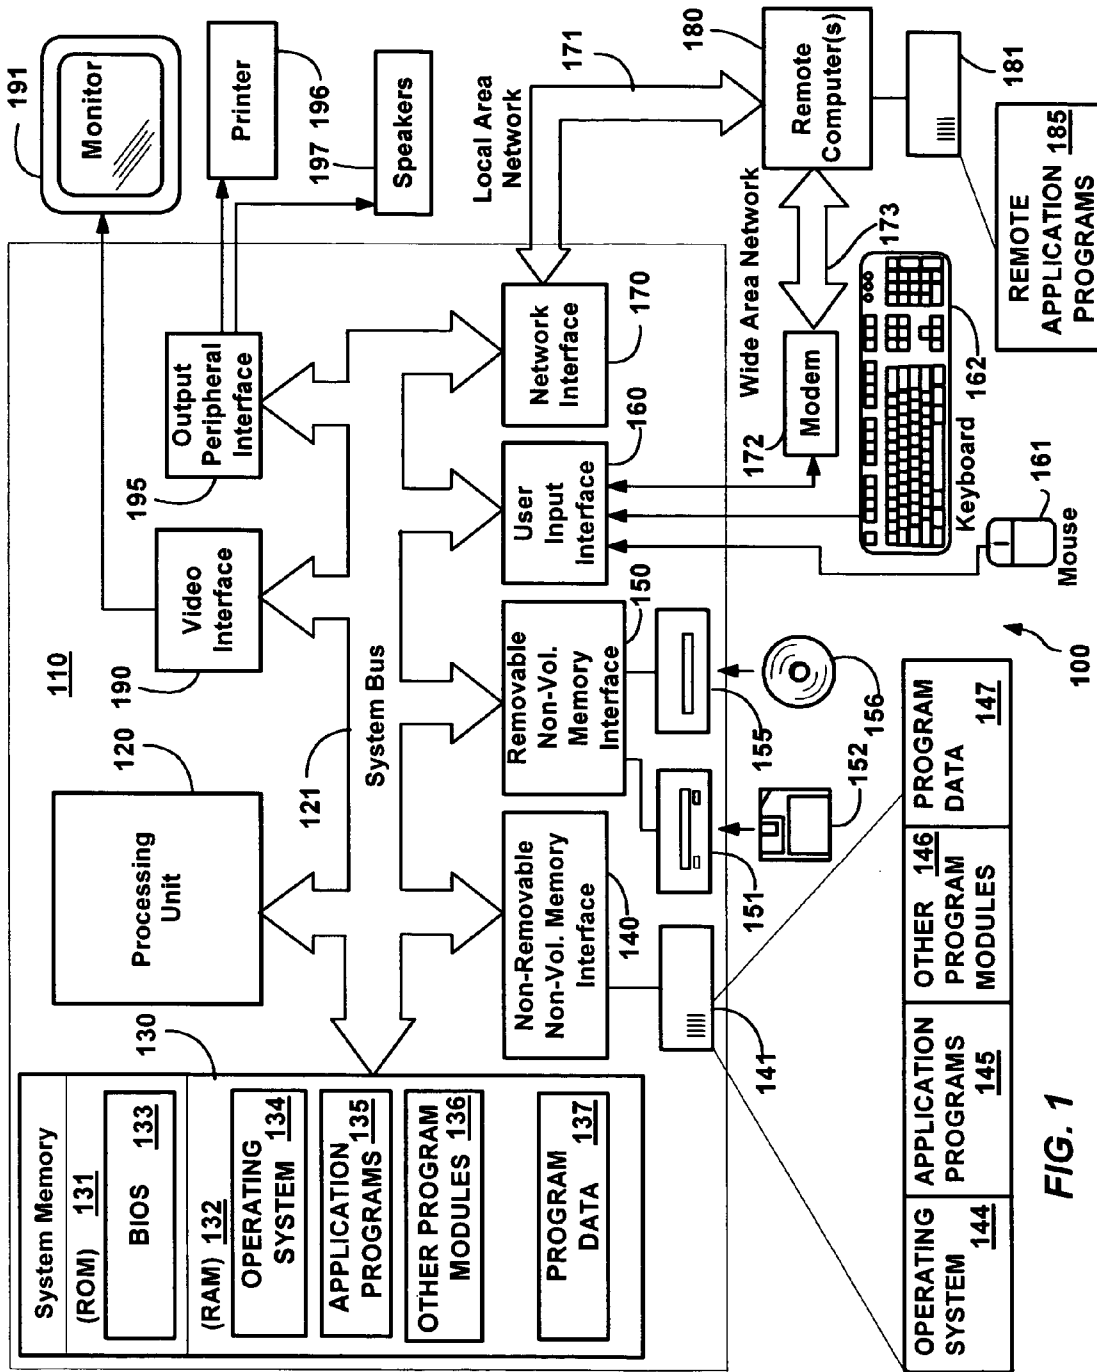 System Memory
(ROM) 131
BIOS 133
(RAM) 132
OPERATING
SYSTEM 134
APPLICATION
PROGRAMS 135
OTHER PROGRAM
MODULES 136
PROGRAM
DATA 137
130
Processing
Unit
120
110
121
System Bus
190
Video
Interface
195
Output
Peripheral
Interface
191
Monitor
Printer
196
197
Speakers
Non-Removable
Non-Vol. Memory
Interface
140
Removable
Non-Vol.
Memory
Interface
150
User
Input
Interface
160
Network
Interface
170
Local Area
Network
171
180
Remote
Computer(s)
Wide Area Network
173
172
Modem
141
151
152
155
156
Keyboard
162
161
Mouse
181
REMOTE
APPLICATION 185
PROGRAMS
OPERATING
SYSTEM 144
APPLICATION
PROGRAMS 145
OTHER 146
PROGRAM
MODULES
PROGRAM
DATA 147
100
FIG. 1